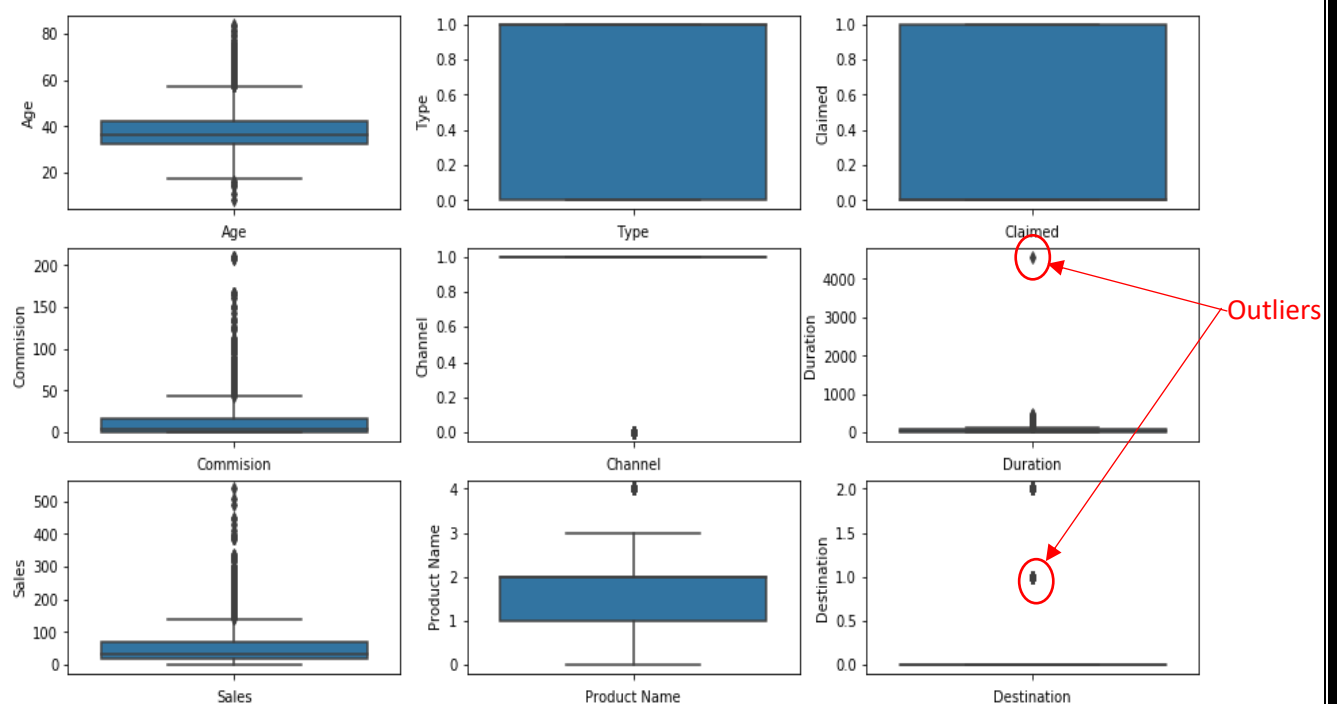 80
60
40
20
Age
Age
1.0
0.8
0.6
0.4
0.2
0.0
Type
Type
1.0
0.8
0.6
0.4
0.2
0.0
Claimed
Claimed
200
150
100
50
0
Commision
Commision
1.0
0.8
0.6
0.4
0.2
0.0
Channel
Channel
4000
3000
2000
1000
0
Duration
Duration
Outliers
500
400
300
200
100
0
Sales
Sales
4
3
2
1
0
Product Name
Product Name
2.0
1.5
1.0
0.5
0.0
Destination
Destination